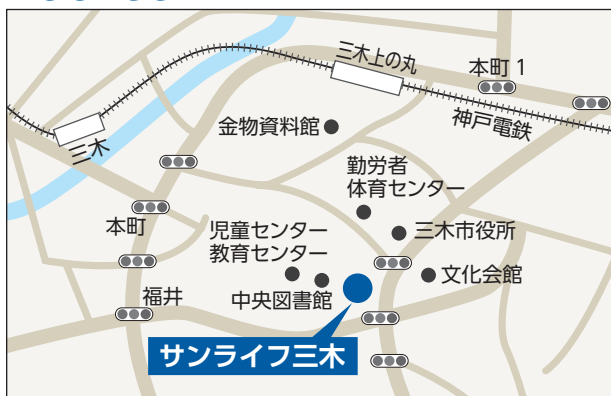 三木上の丸
本町 1
神戸電鉄
三木
金物資料館
勤労者
体育センター
本町
児童センター
教育センター
三木市役所
中央図書館
文化会館
福井
サンライフ三木